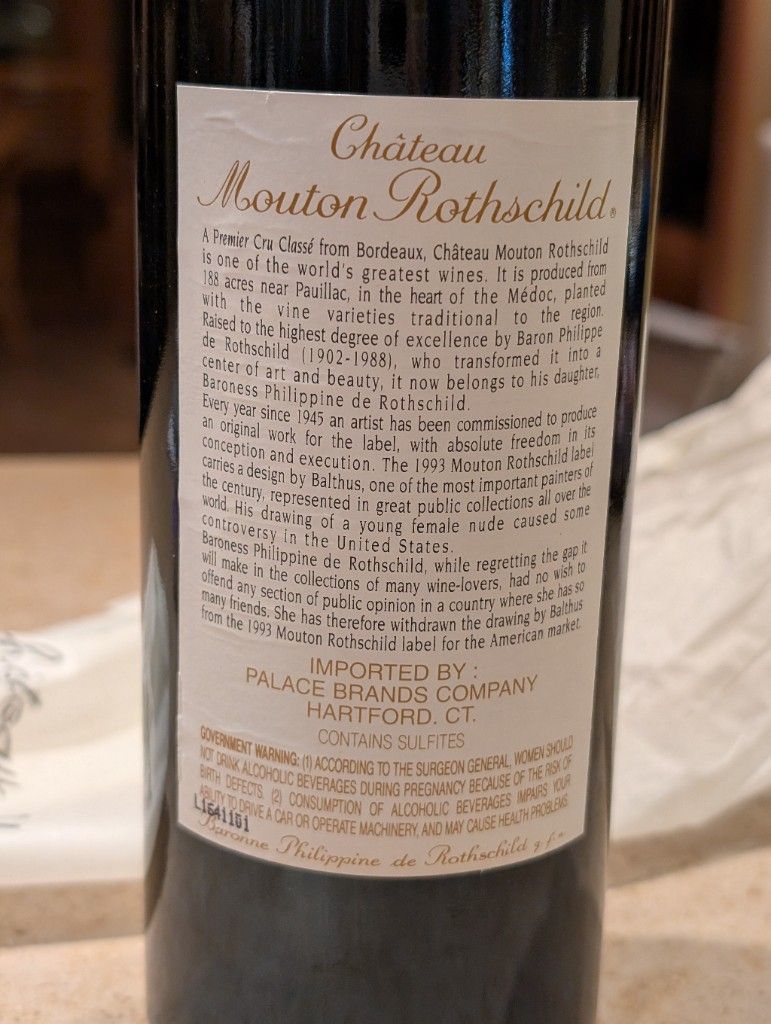 Château
Mouton Rothschild®
A Premier Cru Classé from Bordeaux, Château Mouton Rothschild
is one of the world's greatest wines. It is produced from
188 acres near Pauillac, in the heart of the Médoc, planted
with the vine varieties traditional to the region.
Raised to the highest degree of excellence by Baron Philippe
de Rothschild (1902-1988), who transformed it into a
center of art and beauty, it now belongs to his daughter,
Baroness Philippine de Rothschild.
Every year since 1945 an artist has been commissioned to produce
an original work for the label, with absolute freedom in its
conception and execution. The 1993 Mouton Rothschild label
carries a design by Balthus, one of the most important painters of
the century, represented in great public collections all over the
world. His drawing of a young female nude caused some
controversy in the United States.
Baroness Philippine de Rothschild, while regretting the gap it
will make in the collections of many wine-lovers, had no wish to
offend any section of public opinion in a country where she has so
many friends. She has therefore withdrawn the drawing by Balthus
from the 1993 Mouton Rothschild label for the American market.
IMPORTED BY :
PALACE BRANDS COMPANY
HARTFORD. CT.
CONTAINS SULFITES
GOVERNMENT WARNING: (1) ACCORDING TO THE SURGEON GENERAL, WOMEN SHOULD
NOT DRINK ALCOHOLIC BEVERAGES DURING PREGNANCY BECAUSE OF THE RISK OF
BIRTH DEFECTS. (2) CONSUMPTION OF ALCOHOLIC BEVERAGES IMPAIRS YOUR
ABILITY TO DRIVE A CAR OR OPERATE MACHINERY, AND MAY CAUSE HEALTH PROBLEMS.
L1641101
Baronne Philippine de Rothschild g.f.a.